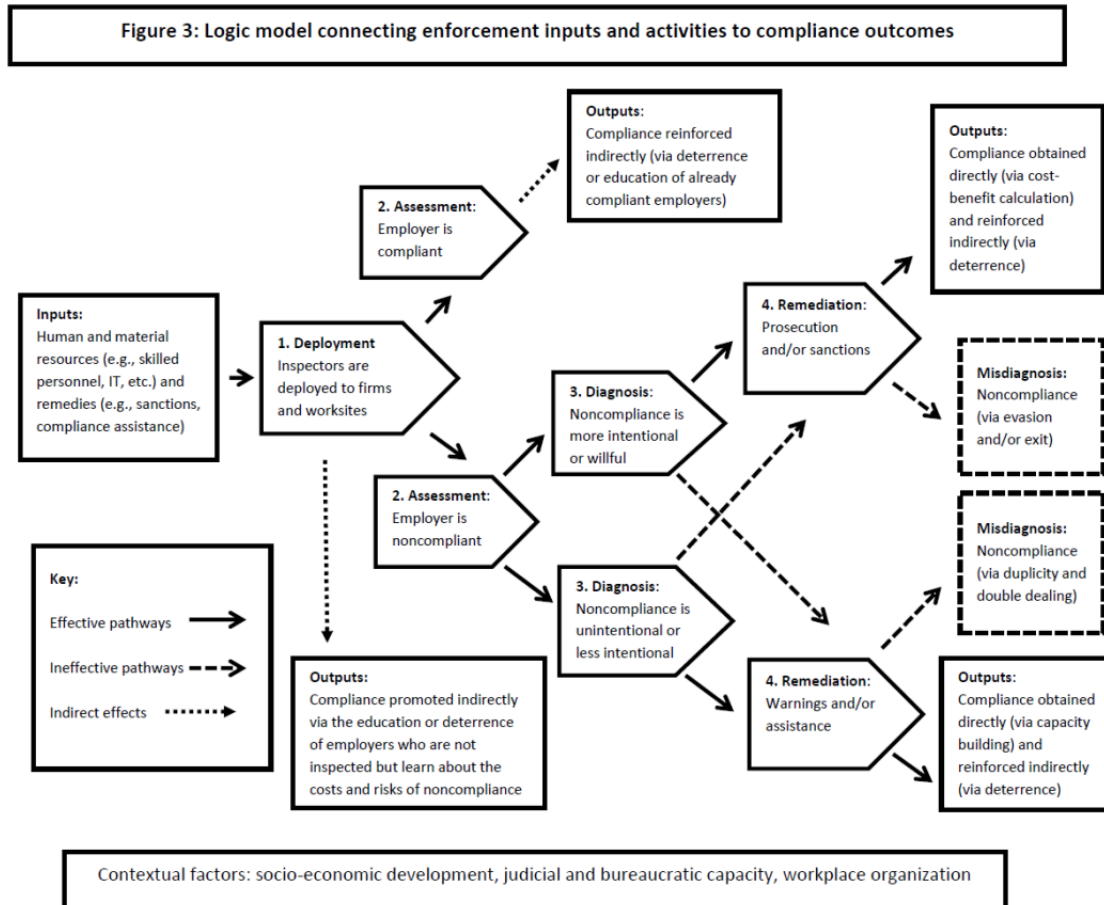 Figure 3: Logic model connecting enforcement inputs and activities to compliance outcomes
Outputs:
Compliance reinforced
indirectly (via deterrence
or education of already
compliant employers)
Outputs:
Compliance obtained
directly (via cost-
benefit calculation)
and reinforced
indirectly (via
deterrence)
2. Assessment:
Employer is
compliant
Inputs:
Human and material
resources (e.g., skilled
personnel, IT, etc.) and
remedies (e.g., sanctions,
compliance assistance)
1. Deployment
Inspectors are
deployed to firms
and worksites
4. Remediation:
Prosecution
and/or sanctions
Misdiagnosis:
Noncompliance
(via evasion
and/or exit)
3. Diagnosis:
Noncompliance is
more intentional
or willful
2. Assessment:
Employer is
noncompliant
Misdiagnosis:
Noncompliance
(via duplicity and
double dealing)
Key:
Effective pathways
Ineffective pathways
Indirect effects
3. Diagnosis:
Noncompliance is
unintentional or
less intentional
Outputs:
Compliance promoted indirectly
via the education or deterrence
of employers who are not
inspected but learn about the
costs and risks of noncompliance
4. Remediation:
Warnings and/or
assistance
Outputs:
Compliance obtained
directly (via capacity
building) and
reinforced indirectly
(via deterrence)
Contextual factors: socio-economic development, judicial and bureaucratic capacity, workplace organization